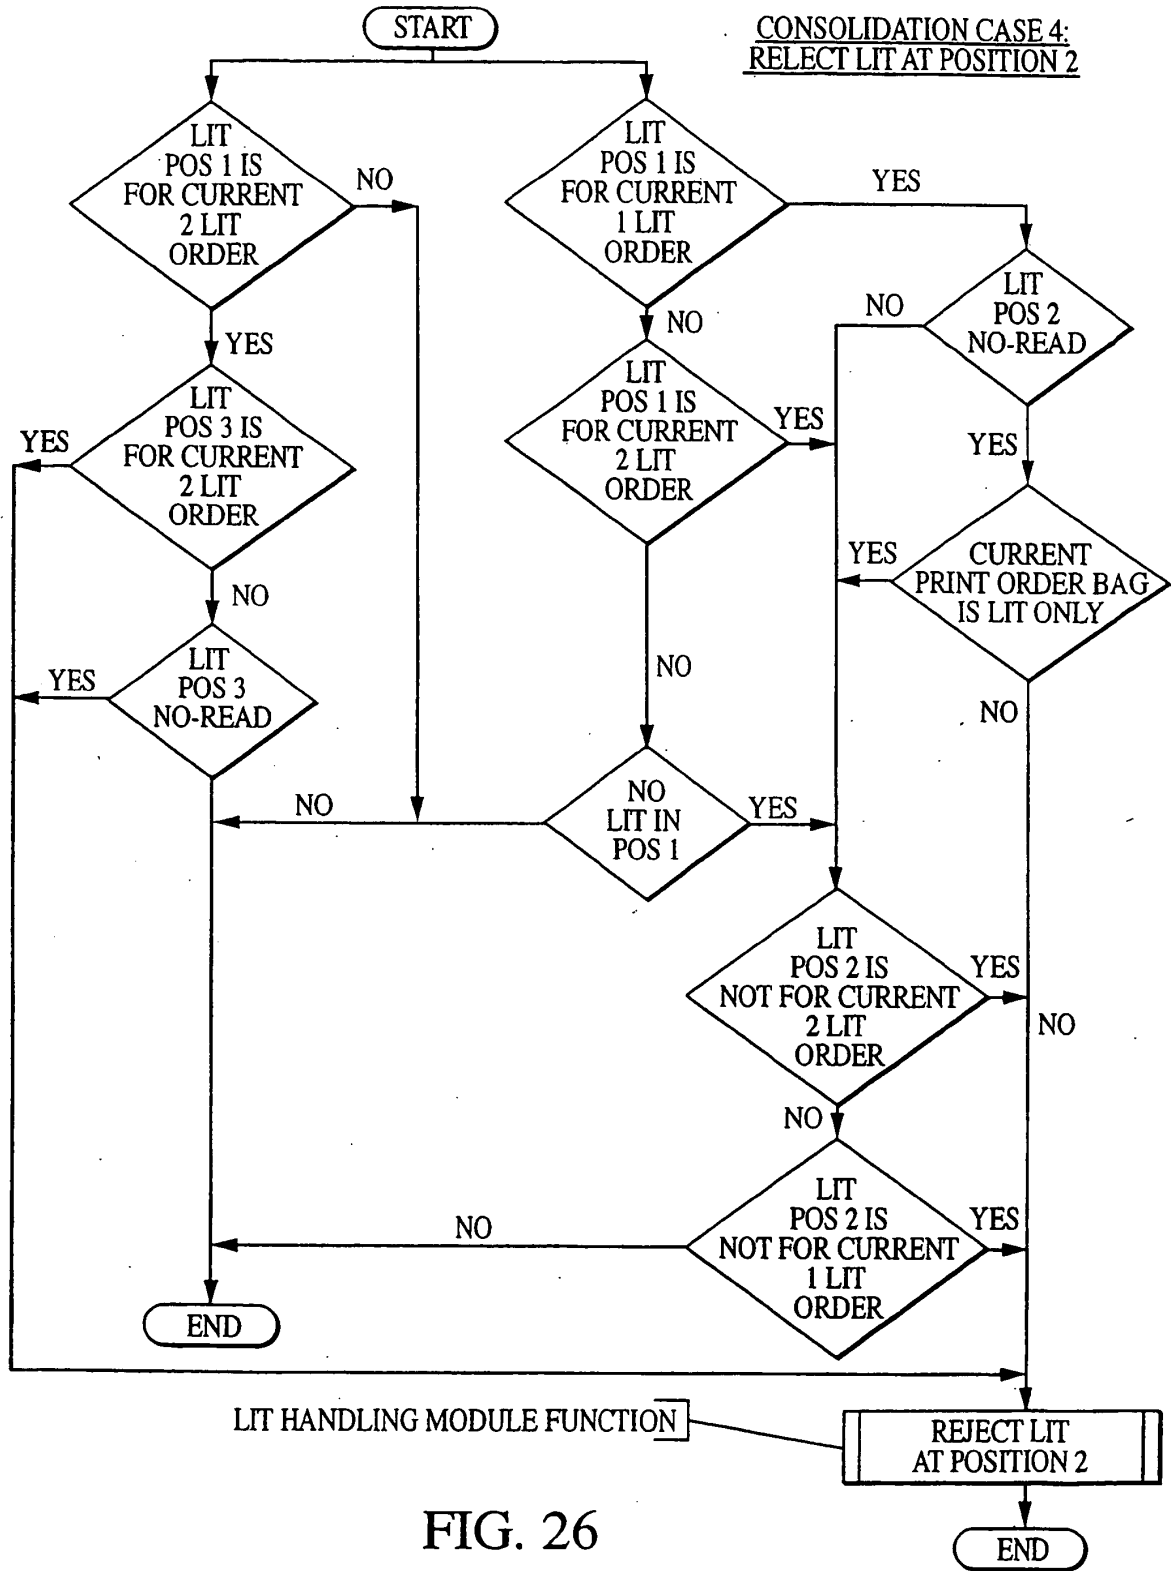 START
CONSOLIDATION CASE 4:
RELECT LIT AT POSITION 2
LIT
POS 1 IS
FOR CURRENT
2 LIT
ORDER
NO
LIT
POS 1 IS
FOR CURRENT
1 LIT
ORDER
YES
LIT
POS 2
NO-READ
NO
YES
NO
YES
LIT
POS 3 IS
FOR CURRENT
2 LIT
ORDER
YES
LIT
POS 1 IS
FOR CURRENT
2 LIT
ORDER
YES
CURRENT
PRINT ORDER BAG
IS LIT ONLY
YES
NO
NO
LIT
POS 3
NO-READ
YES
NO
NO
NO
LIT IN
POS 1
YES
LIT
POS 2 IS
NOT FOR CURRENT
2 LIT
ORDER
YES
NO
NO
LIT
POS 2 IS
NOT FOR CURRENT
1 LIT
ORDER
YES
NO
END
LIT HANDLING MODULE FUNCTION
REJECT LIT
AT POSITION 2
END
FIG. 26